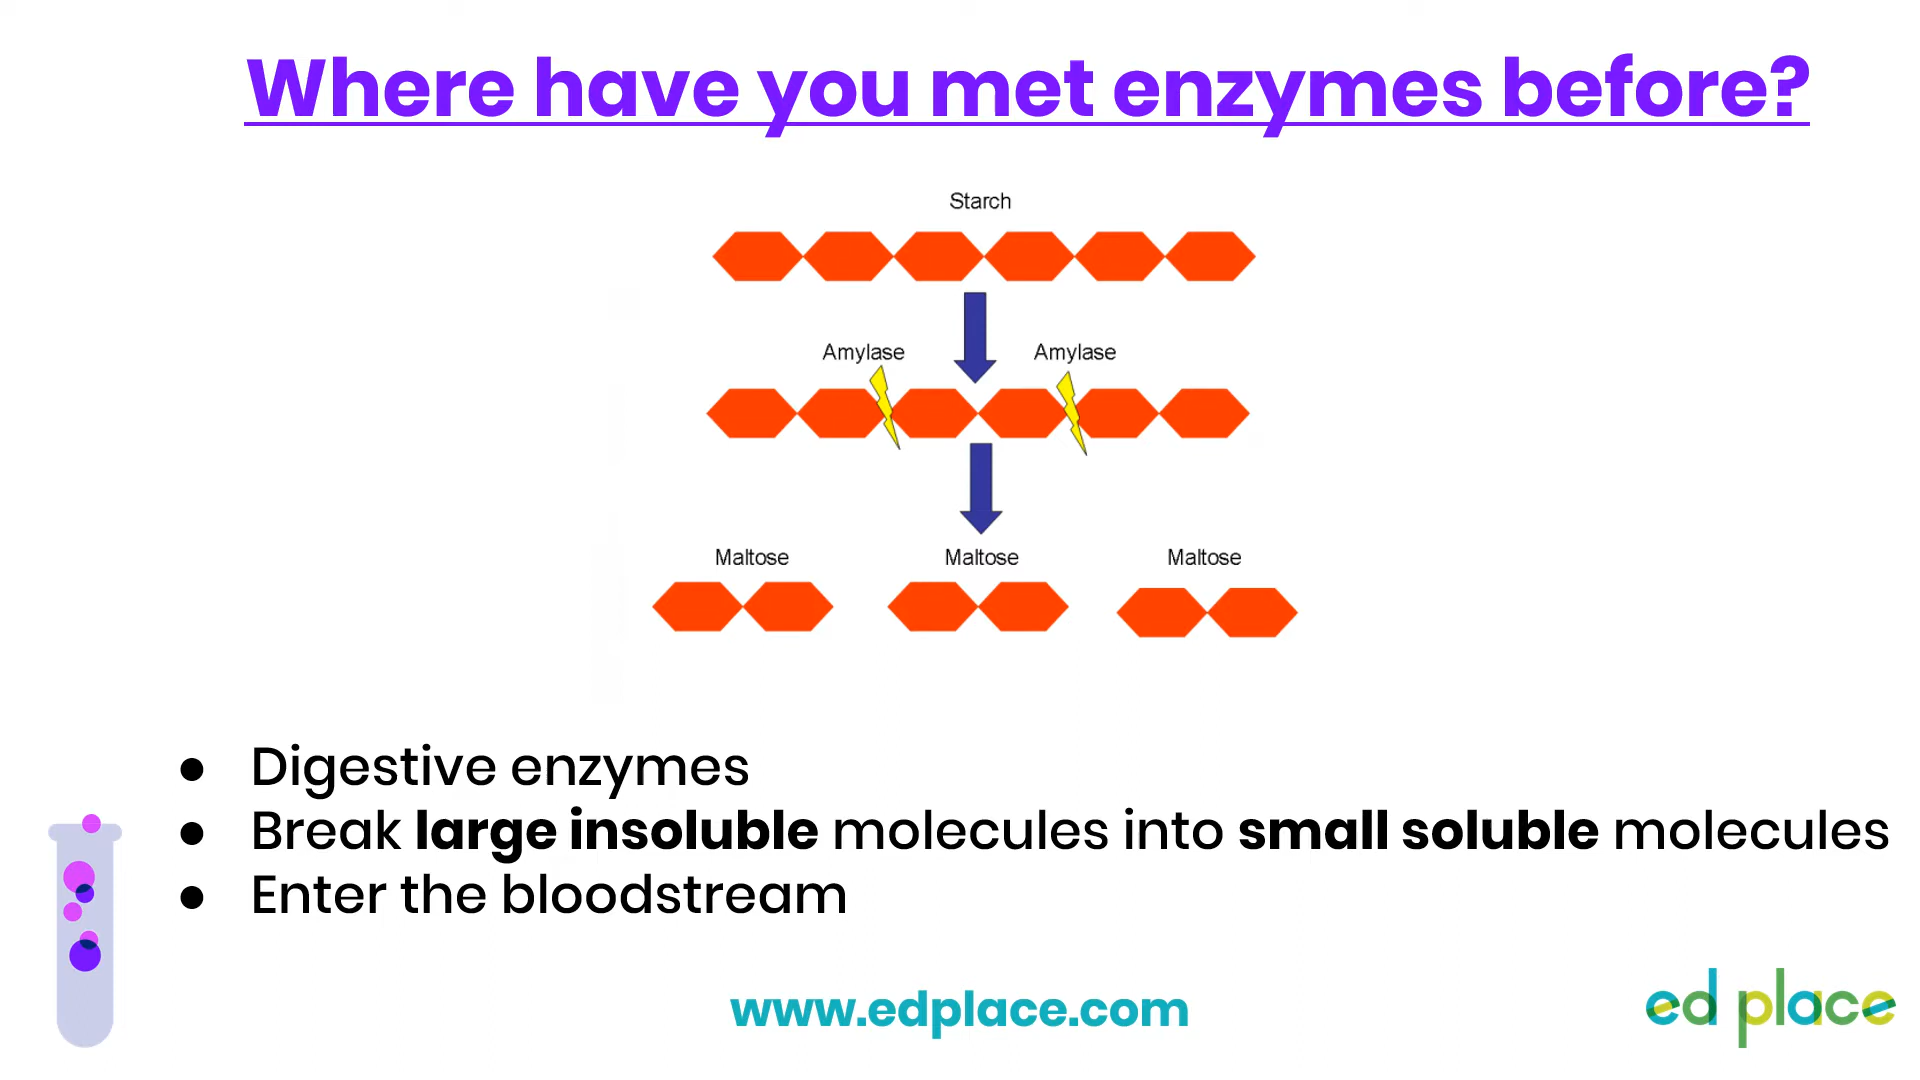 Where have you met enzymes before?
Starch
Amylase Amylase
Maltose Maltose Maltose
● Digestive enzymes
● Break large insoluble molecules into small soluble molecules
● Enter the bloodstream
www.edplace.com
ed place